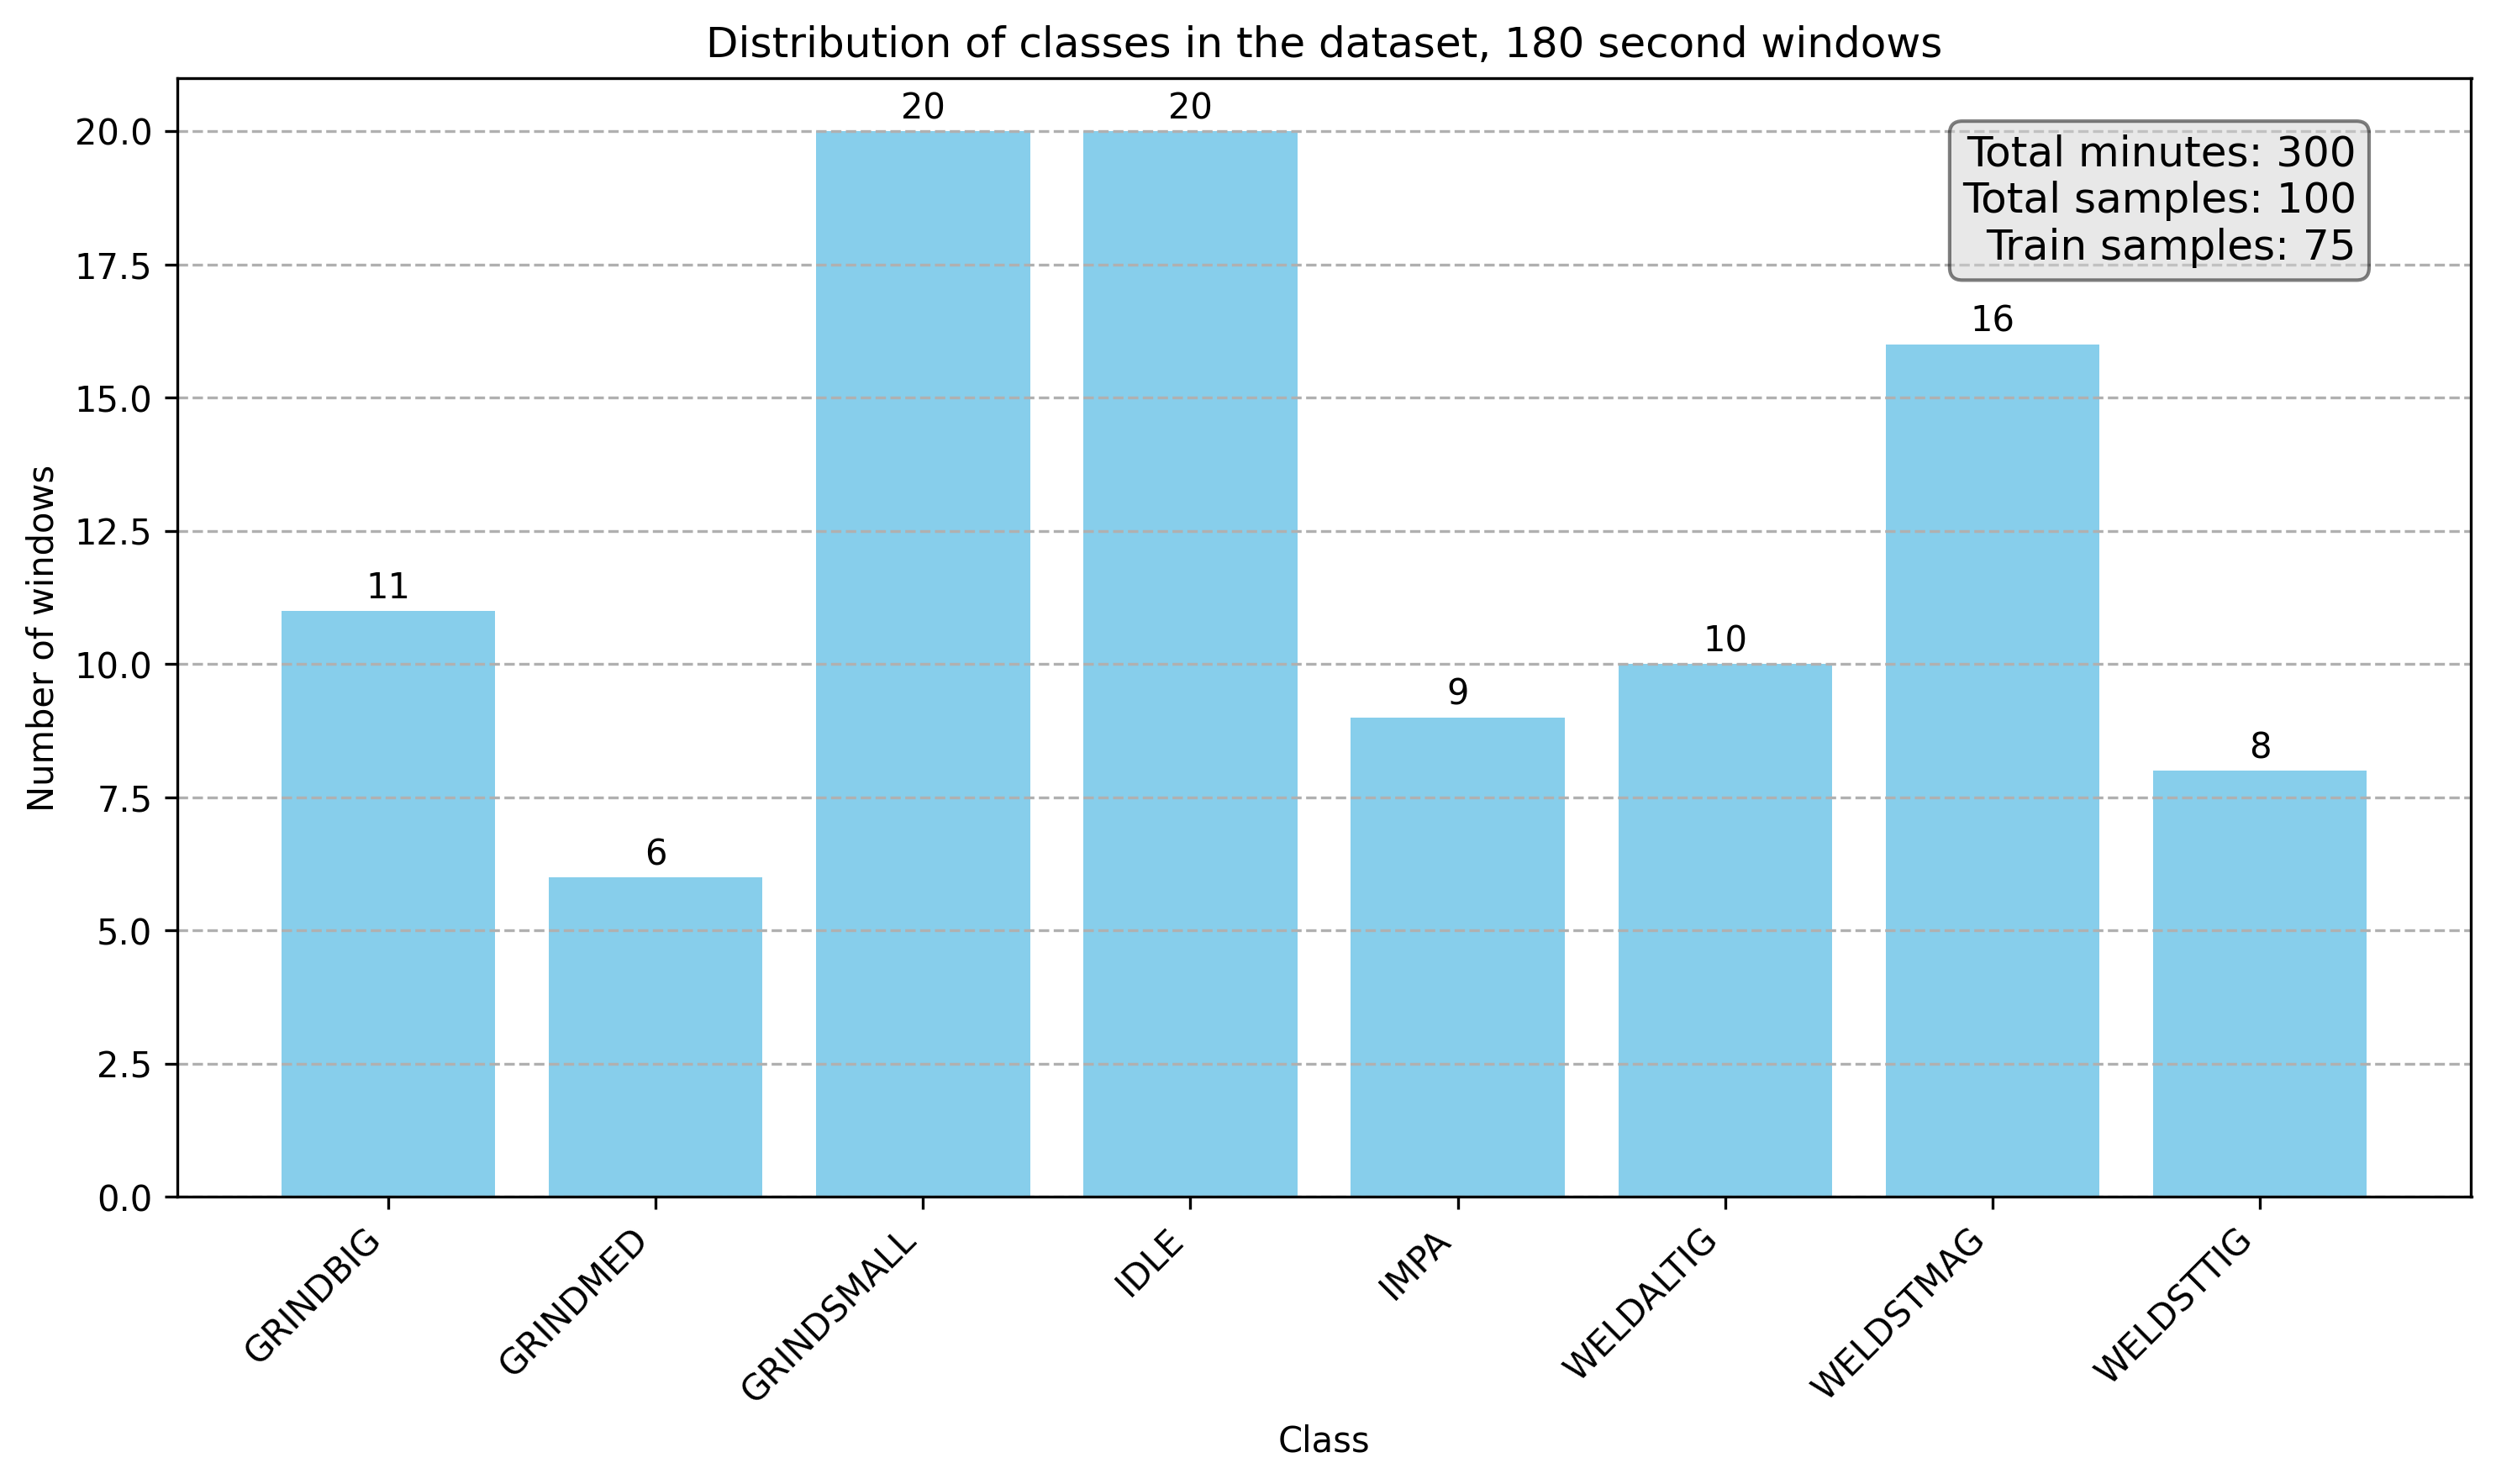 Distribution of classes in the dataset, 180 second windows
20
20
20.0
Total minutes: 300
Total samples: 100
Train samples: 75
17.5
16
15.0
12.5
11
10
10.0
9
8
7.5
6
5.0
2.5
0.0
Number of windows
GRINDBIG
GRINDMED
GRINDSMALL
IDLE
IMPA
WELDALTIG
WELDSTMAG
WELDSTTIG
Class